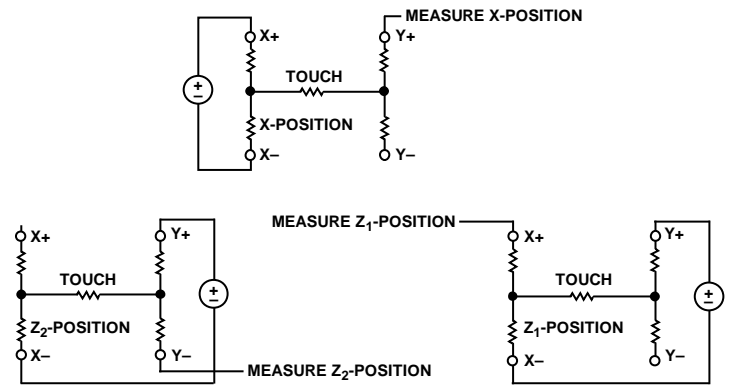 MEASURE X-POSITION
X+
Y+
TOUCH
+
–
X-POSITION
X–
Y–
X+
Y+
TOUCH
+
–
Z2-POSITION
X–
Y–
MEASURE Z2-POSITION
MEASURE Z1-POSITION
X+
Y+
TOUCH
+
–
Z1-POSITION
X–
Y–